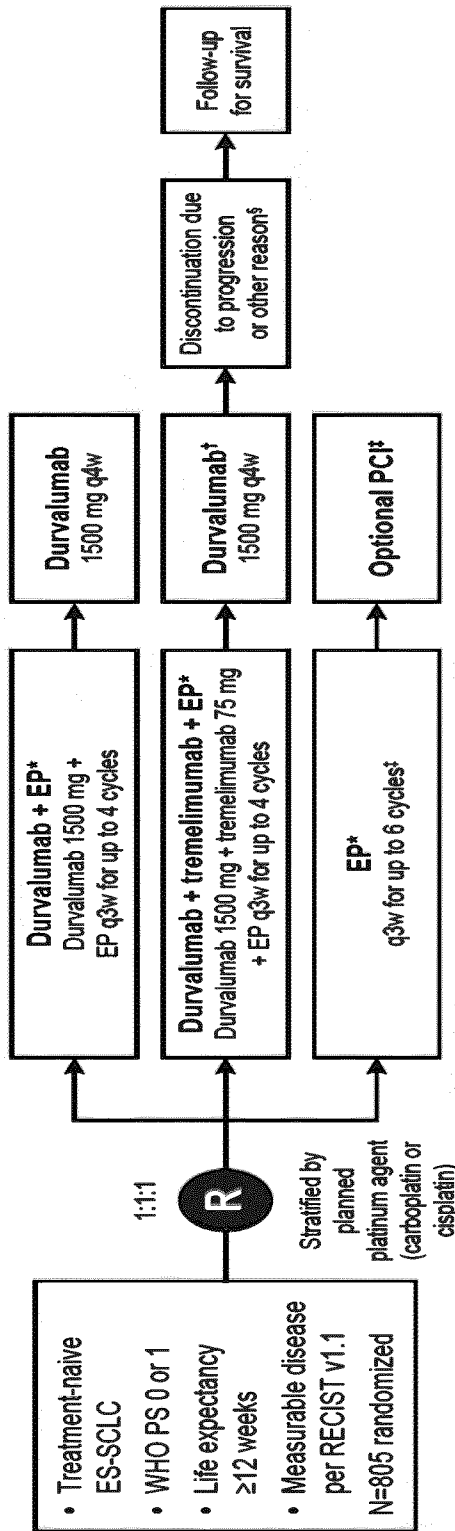 • Treatment-naive
ES-SCLC
• WHO PS 0 or 1
• Life expectancy
≥12 weeks
• Measurable disease
per RECIST v1.1
N=805 randomized
1:1:1
R
Stratified by
planned
platinum agent
(carboplatin or
cisplatin)
Durvalumab + EP*
Durvalumab 1500 mg +
EP q3w for up to 4 cycles
Durvalumab + tremelimumab + EP*
Durvalumab 1500 mg + tremelimumab 75 mg
+ EP q3w for up to 4 cycles
EP*
q3w for up to 6 cycles‡
Durvalumab
1500 mg q4w
Durvalumab†
1500 mg q4w
Optional PCI‡
Discontinuation due
to progression
or other reason§
Follow-up
for survival